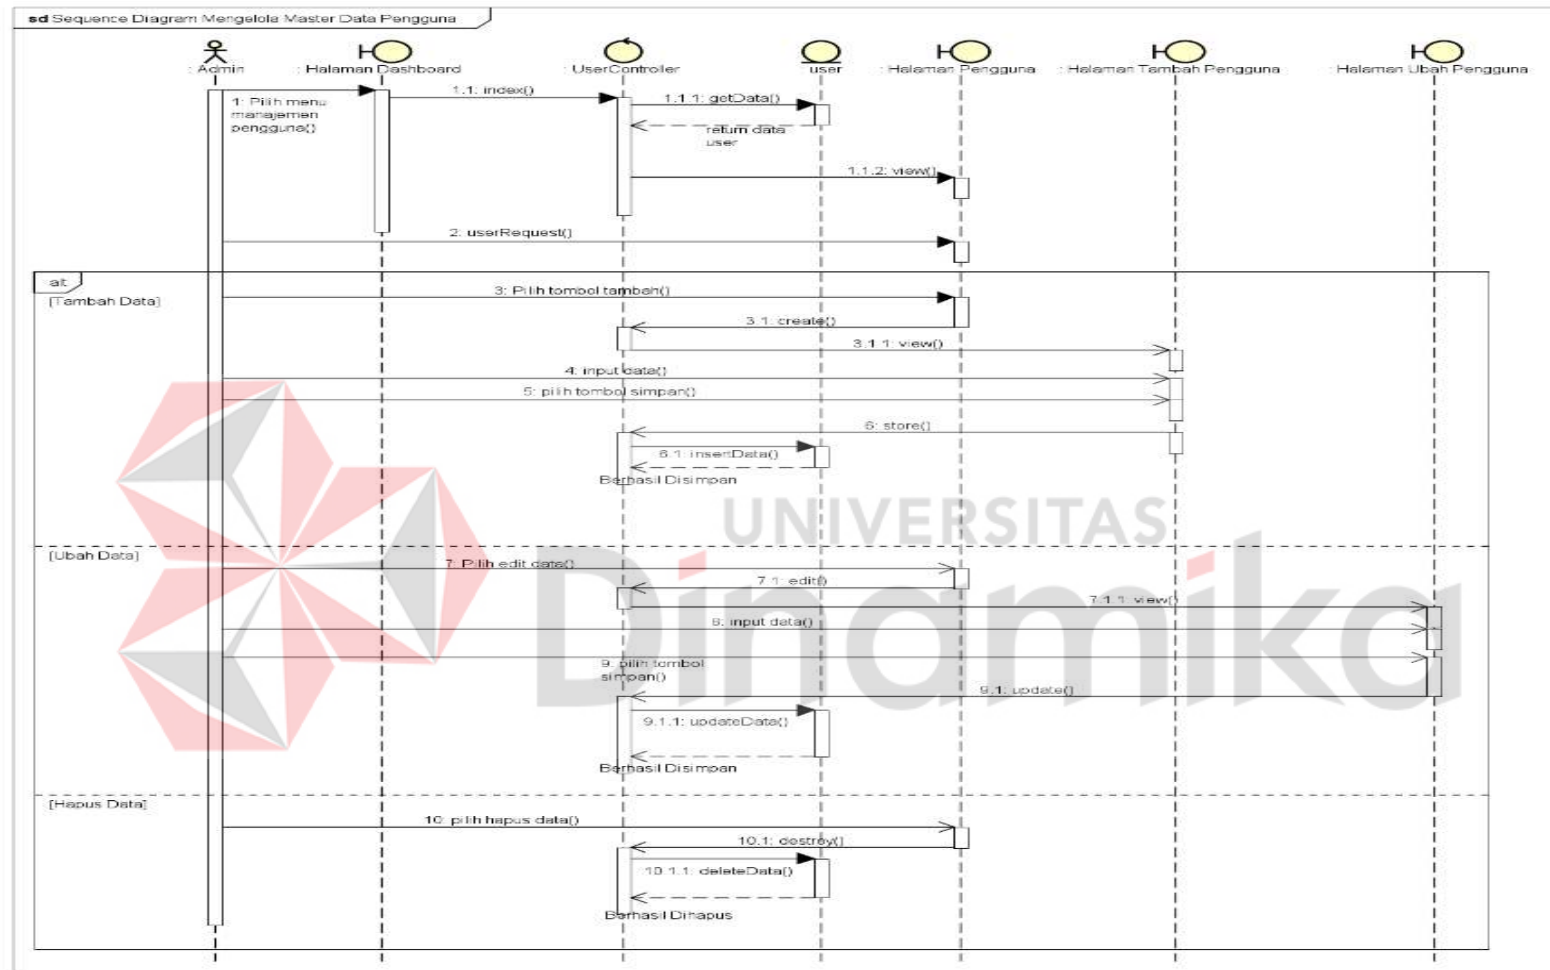 sd Sequence Diagram Mengelola Master Data Pengguna
: Admin
: Halaman Dashboard
: UserController
user
: Halaman Pengguna
: Halaman Tambah Pengguna
: Halaman Ubah Pengguna
1: Pilih menu
manajemen
pengguna()
1.1: index()
1.1.1: getData()
return data
user
1.1.2: view()
2: userRequest()
alt
[Tambah Data]
3: Pilih tombol tambah()
3.1: create()
3.1.1: view()
4: input data()
5: pilih tombol simpan()
6: store()
6.1: insertData()
Berhasil Disimpan
UNIVERSITAS
Dinamika
[Ubah Data]
7: Pilih edit data()
7.1: edit()
7.1.1: view()
8: input data()
9: pilih tombol
simpan()
9.1: update()
9.1.1: updateData()
Berhasil Disimpan
[Hapus Data]
10: pilih hapus data()
10.1: destroy()
10.1.1: deleteData()
Berhasil Dihapus